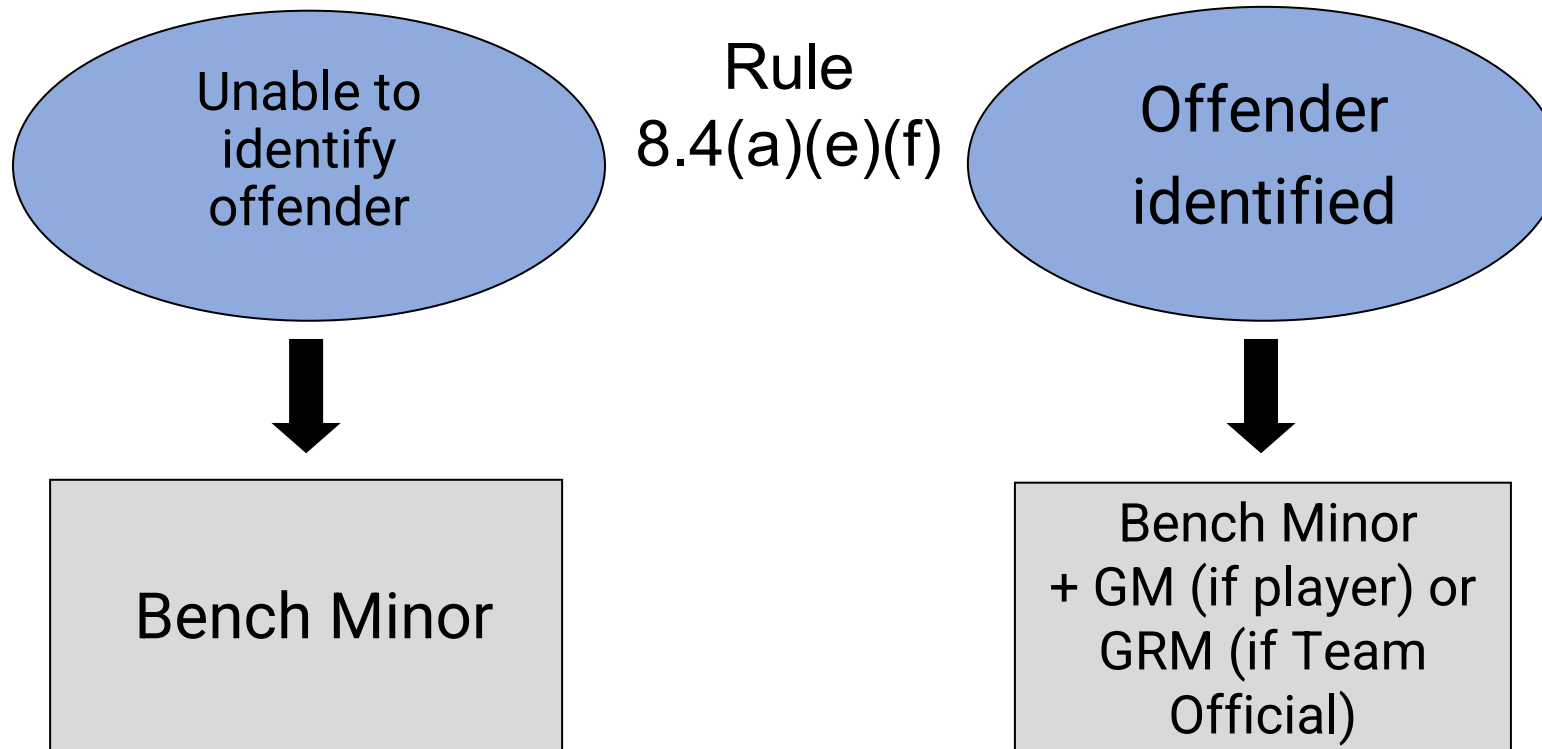 Unable to
identify
offender
Rule
8.4(a)(e)(f)
Offender
identified
Bench Minor
Bench Minor
+ GM (if player) or
GRM (if Team
Official)